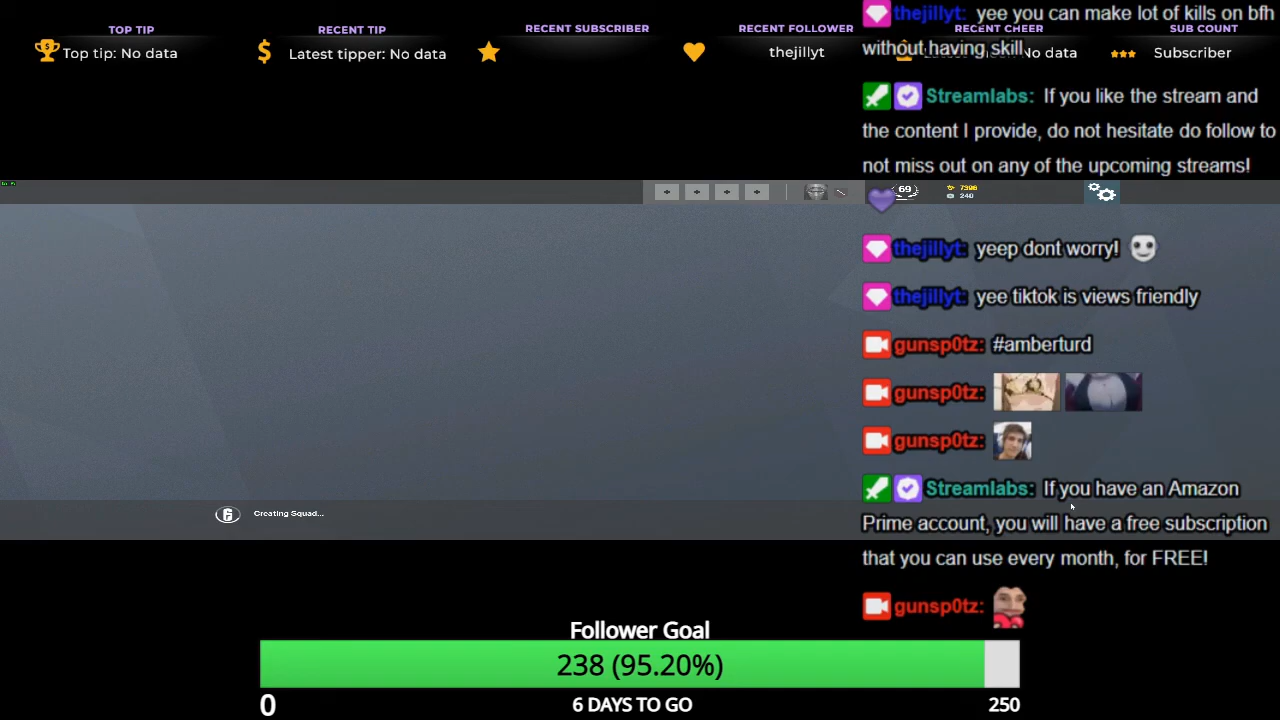 TOP TIP
Top tip: No data
RECENT TIP
Latest tipper: No data
RECENT SUBSCRIBER
RECENT FOLLOWER
thejillyt
RECENT CHEER
No data
SUB COUNT
Subscriber
thejillyt: yee you can make lot of kills on bfh
without having skill
Streamlabs: If you like the stream and
the content I provide, do not hesitate do follow to
not miss out on any of the upcoming streams!
69
7396
240
thejillyt: yeep dont worry!
thejillyt: yee tiktok is views friendly
gunsp0tz: #amberturd
gunsp0tz:
gunsp0tz:
Streamlabs: If you have an Amazon
Prime account, you will have a free subscription
that you can use every month, for FREE!
gunsp0tz:
Creating Squad...
Follower Goal
238 (95.20%)
0
6 DAYS TO GO
250